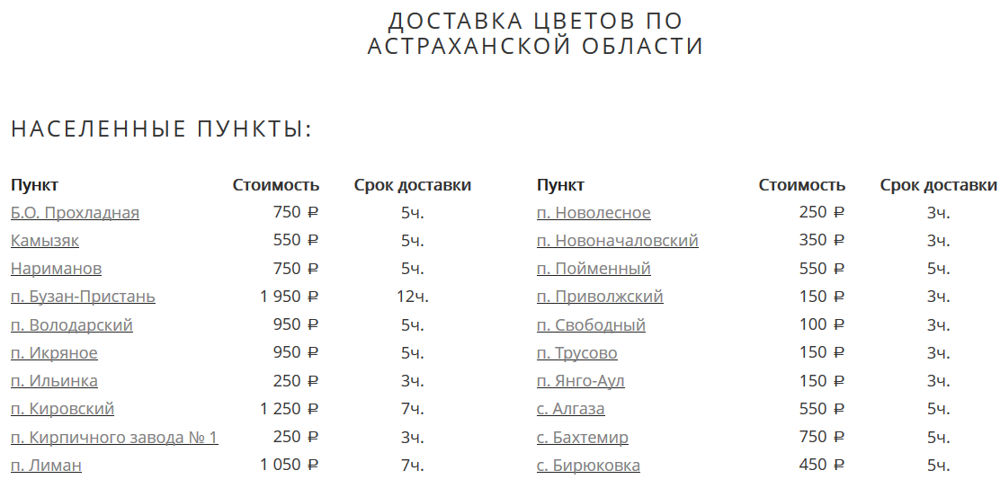 ДОСТАВКА ЦВЕТОВ ПО
АСТРАХАНСКОЙ ОБЛАСТИ
НАСЕЛЕННЫЕ ПУНКТЫ:
Пункт Стоимость Срок доставки Пункт Стоимость Срок доставки
Б.О. Прохладная 750 ₽ 5ч. п. Новолесное 250 ₽ 3ч.
Камызяк 550 ₽ 5ч. п. Новоначаловский 350 ₽ 3ч.
Нариманов 750 ₽ 5ч. п. Пойменный 550 ₽ 5ч.
п. Бузан-Пристань 1 950 ₽ 12ч. п. Приволжский 150 ₽ 3ч.
п. Володарский 950 ₽ 5ч. п. Свободный 100 ₽ 3ч.
п. Икряное 950 ₽ 5ч. п. Трусово 150 ₽ 3ч.
п. Ильинка 250 ₽ 3ч. п. Янго-Аул 150 ₽ 3ч.
п. Кировский 1 250 ₽ 7ч. с. Алгаза 550 ₽ 5ч.
п. Кирпичного завода № 1 250 ₽ 3ч. с. Бахтемир 750 ₽ 5ч.
п. Лиман 1 050 ₽ 7ч. с. Бирюковка 450 ₽ 5ч.